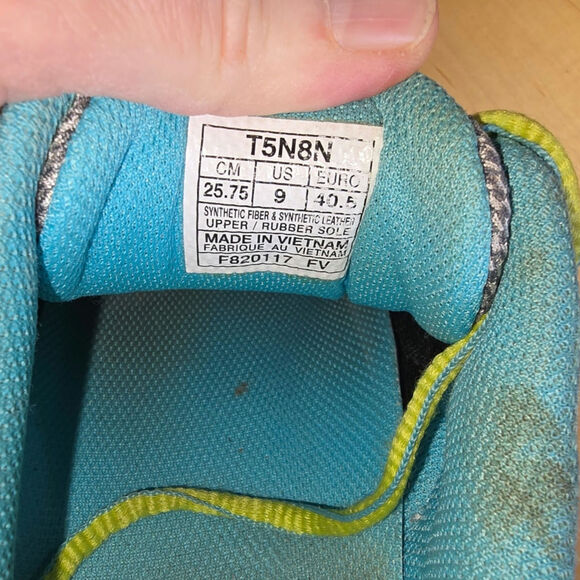 T5N8N
CM US EURO
25.75 9 40.5
SYNTHETIC FIBER & SYNTHETIC LEATHER
UPPER / RUBBER SOLE
MADE IN VIETNAM
FABRIQUE AU VIETNAM
F820117 FV